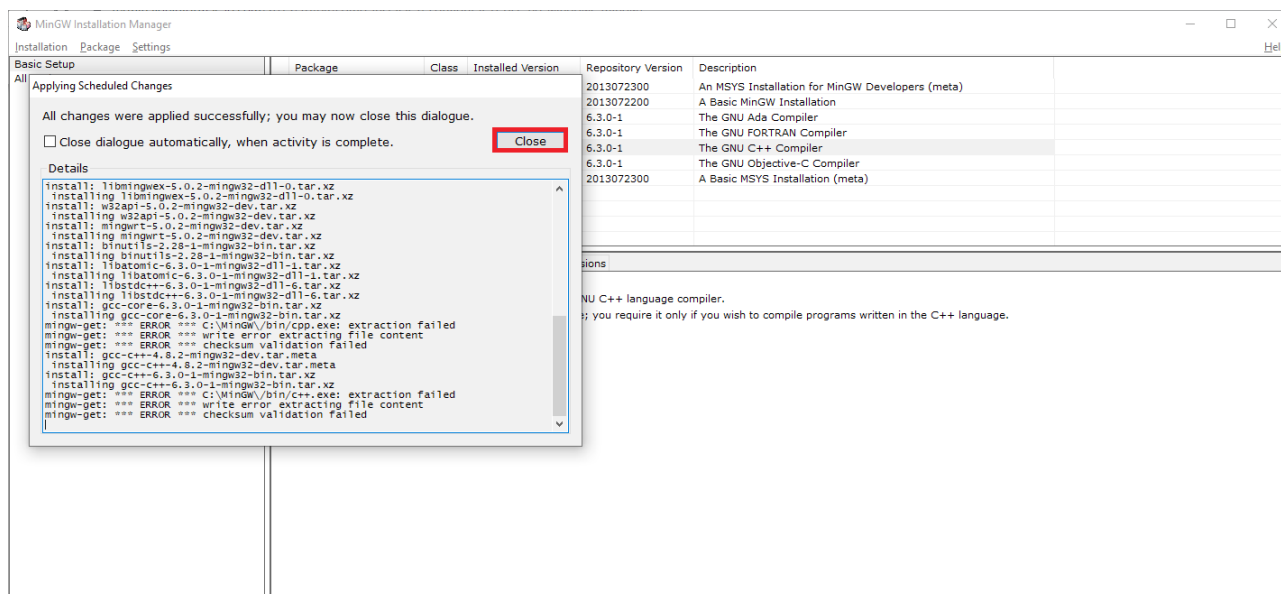 MinGW Installation Manager
Installation Package Settings
Hel
Basic Setup
All
Package Class Installed Version Repository Version Description
2013072300 An MSYS Installation for MinGW Developers (meta)
2013072200 A Basic MinGW Installation
6.3.0-1 The GNU Ada Compiler
6.3.0-1 The GNU FORTRAN Compiler
6.3.0-1 The GNU C++ Compiler
6.3.0-1 The GNU Objective-C Compiler
2013072300 A Basic MSYS Installation (meta)
Applying Scheduled Changes
All changes were applied successfully; you may now close this dialogue.
Close dialogue automatically, when activity is complete.
Close
Details
install: libmingwex-5.0.2-mingw32-dll-0.tar.xz
installing libmingwex-5.0.2-mingw32-dll-0.tar.xz
install: w32api-5.0.2-mingw32-dev.tar.xz
installing w32api-5.0.2-mingw32-dev.tar.xz
install: mingwrt-5.0.2-mingw32-dev.tar.xz
installing mingwrt-5.0.2-mingw32-dev.tar.xz
install: binutils-2.28-1-mingw32-bin.tar.xz
installing binutils-2.28-1-mingw32-bin.tar.xz
install: libatomic-6.3.0-1-mingw32-dll-1.tar.xz
installing libatomic-6.3.0-1-mingw32-dll-1.tar.xz
install: libstdc++-6.3.0-1-mingw32-dll-6.tar.xz
installing libstdc++-6.3.0-1-mingw32-dll-6.tar.xz
install: gcc-core-6.3.0-1-mingw32-bin.tar.xz
installing gcc-core-6.3.0-1-mingw32-bin.tar.xz
mingw-get: *** ERROR *** C:\MinGW\/bin/cpp.exe: extraction failed
mingw-get: *** ERROR *** write error extracting file content
mingw-get: *** ERROR *** checksum validation failed
install: gcc-c++-4.8.2-mingw32-dev.tar.meta
installing gcc-c++-4.8.2-mingw32-dev.tar.meta
install: gcc-c++-6.3.0-1-mingw32-bin.tar.xz
installing gcc-c++-6.3.0-1-mingw32-bin.tar.xz
mingw-get: *** ERROR *** C:\MinGW\/bin/c++.exe: extraction failed
mingw-get: *** ERROR *** write error extracting file content
mingw-get: *** ERROR *** checksum validation failed
sions
NU C++ language compiler.
; you require it only if you wish to compile programs written in the C++ language.